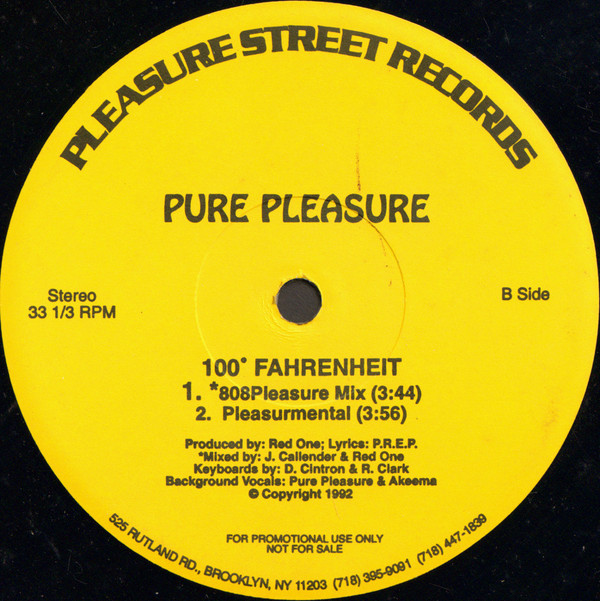 PLEASURE STREET RECORDS
PURE PLEASURE
Stereo
33 1/3 RPM
B Side
100° FAHRENHEIT
1. *808Pleasure Mix (3:44)
2. Pleasurmental (3:56)
Produced by: Red One; Lyrics: P.R.E.P.
*Mixed by: J. Callender & Red One
Keyboards by: D. Cintron & R. Clark
Background Vocals: Pure Pleasure & Akeema
© Copyright 1992
FOR PROMOTIONAL USE ONLY
NOT FOR SALE
525 RUTLAND RD., BROOKLYN, NY 11203 (718) 395-9091 (718) 447-1839